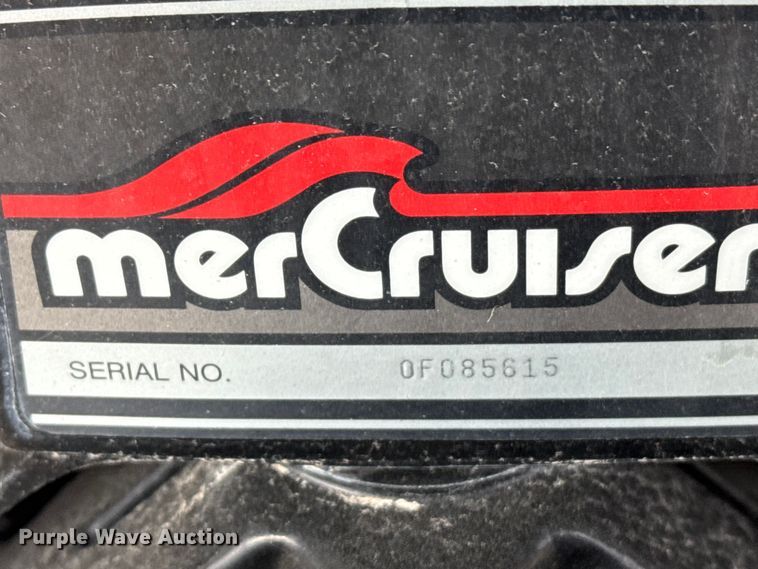 merCruiser
SERIAL NO. 0F085615
Purple Wave Auction